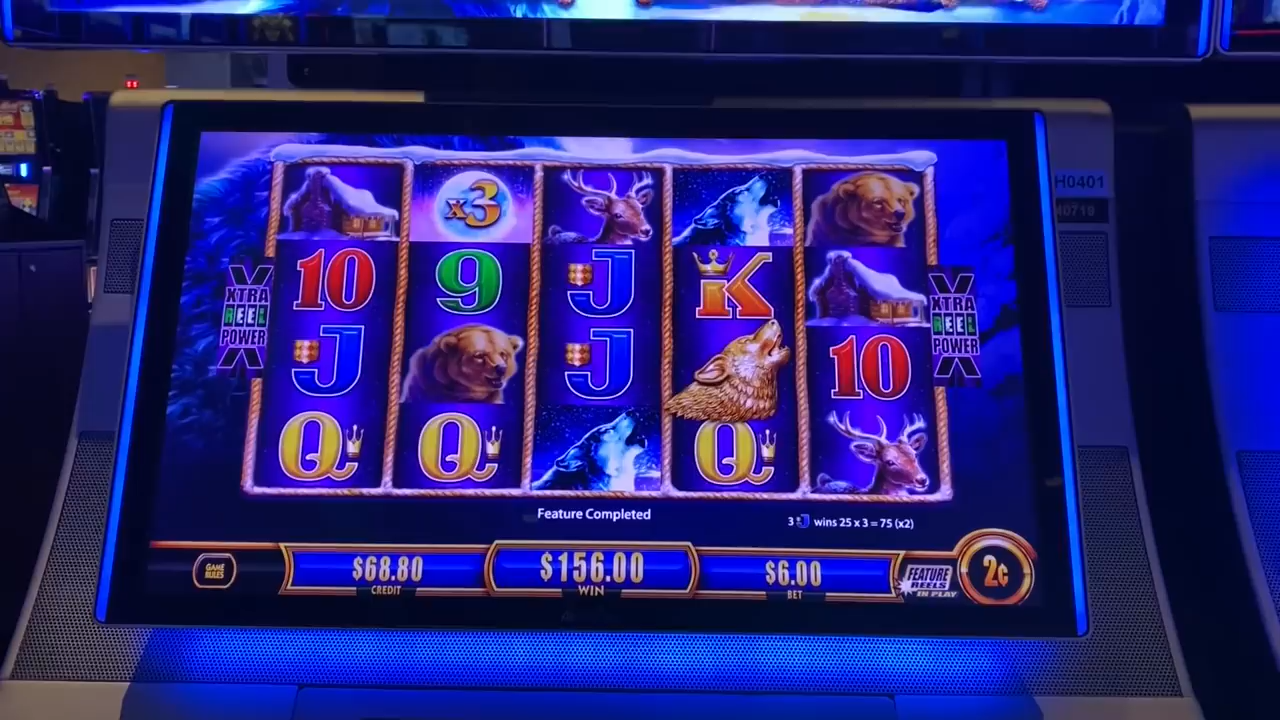 H0401
H0719
x3
10
9
J
J
K
J
J
10
Q
Q
Q
XTRA
REEL
POWER
XTRA
REEL
POWER
Feature Completed
3 J wins 25 x 3 = 75 (x2)
GAME
RULES
$68.80
CREDIT
$156.00
WIN
$6.00
BET
FEATURE
REELS
IN PLAY
2¢